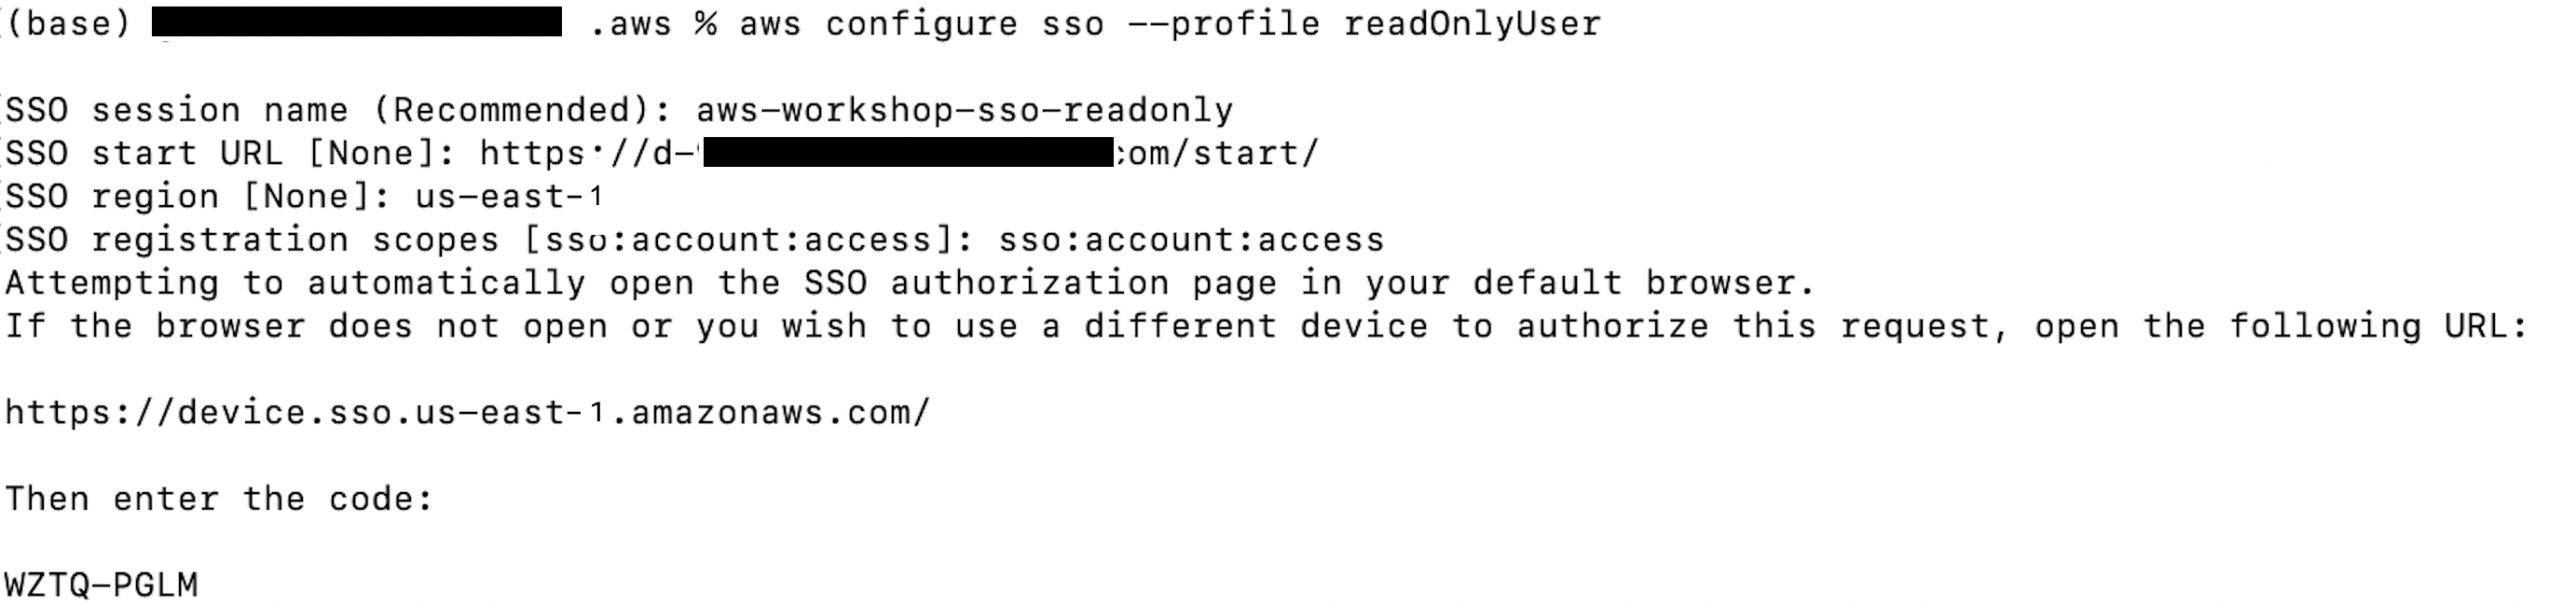 (base) .aws % aws configure sso --profile readOnlyUser
SSO session name (Recommended): aws-workshop-sso-readonly
SSO start URL [None]: https://d- com/start/
SSO region [None]: us-east-1
SSO registration scopes [sso:account:access]: sso:account:access
Attempting to automatically open the SSO authorization page in your default browser.
If the browser does not open or you wish to use a different device to authorize this request, open the following URL:
https://device.sso.us-east-1.amazonaws.com/
Then enter the code:
WZTQ-PGLM